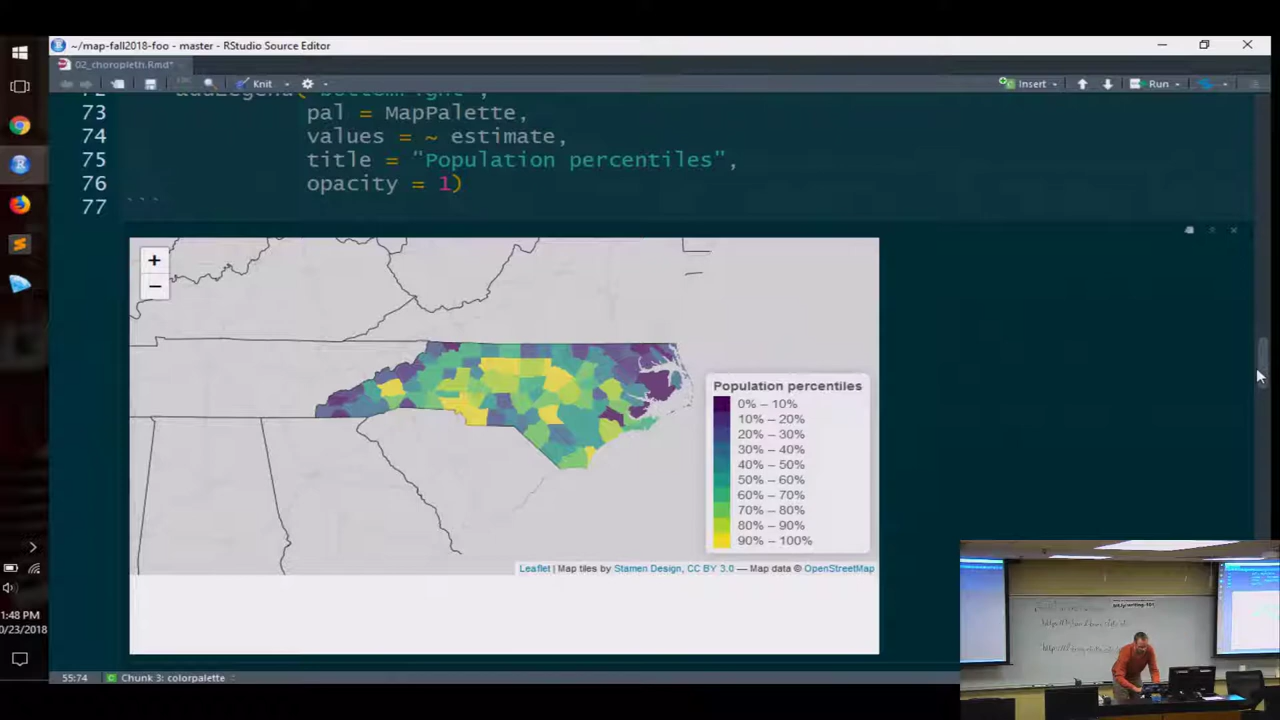 ~/map-fall2018-foo - master - RStudio Source Editor
02_choropleth.Rmd*
Knit
Insert
Run
73 pal = MapPalette,
74 values = ~ estimate,
75 title = "Population percentiles",
76 opacity = 1)
77 ```
+
−
Population percentiles
0% – 10%
10% – 20%
20% – 30%
30% – 40%
40% – 50%
50% – 60%
60% – 70%
70% – 80%
80% – 90%
90% – 100%
Leaflet | Map tiles by Stamen Design, CC BY 3.0 — Map data © OpenStreetMap
1:48 PM
0/23/2018
55:74 Chunk 3: colorpalette